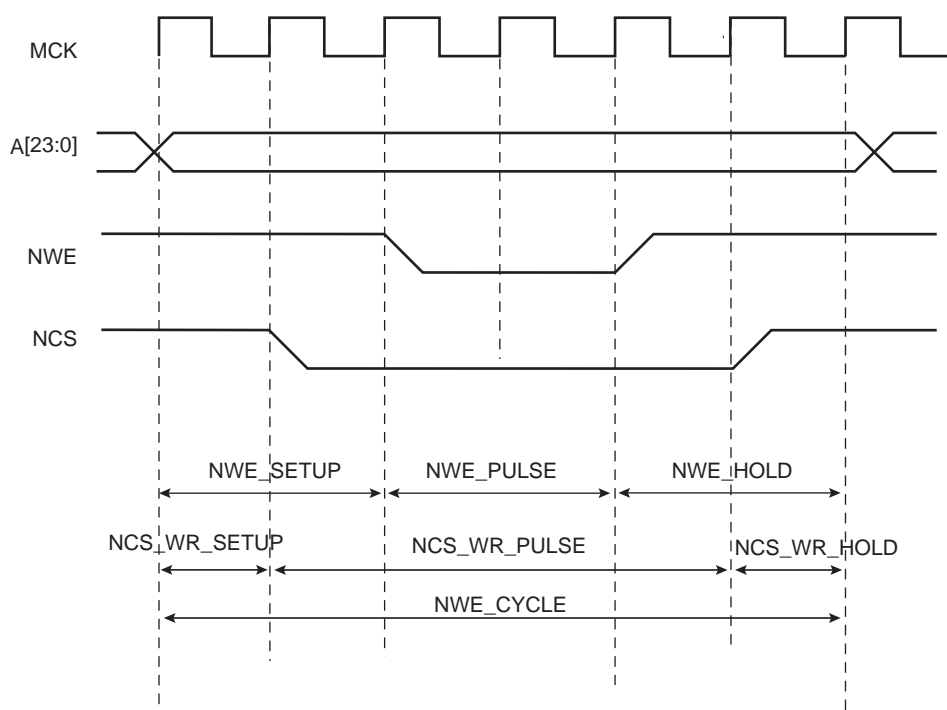 MCK
A[23:0]
NWE
NCS
NWE_SETUP NWE_PULSE NWE_HOLD
NCS_WR_SETUP NCS_WR_PULSE NCS_WR_HOLD
NWE_CYCLE